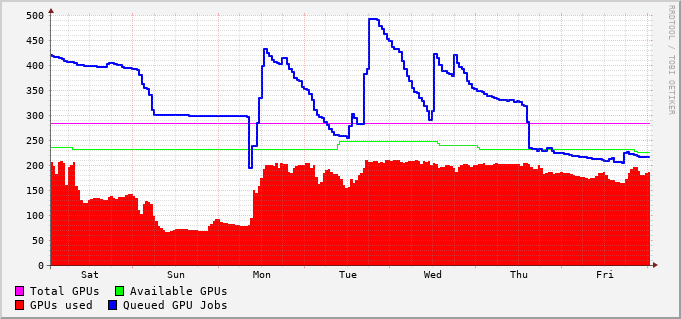 500
450
400
350
300
250
200
150
100
50
0
Sat Sun Mon Tue Wed Thu Fri
Total GPUs Available GPUs
GPUs used Queued GPU Jobs
RRDTOOL / TOBI OETIKER